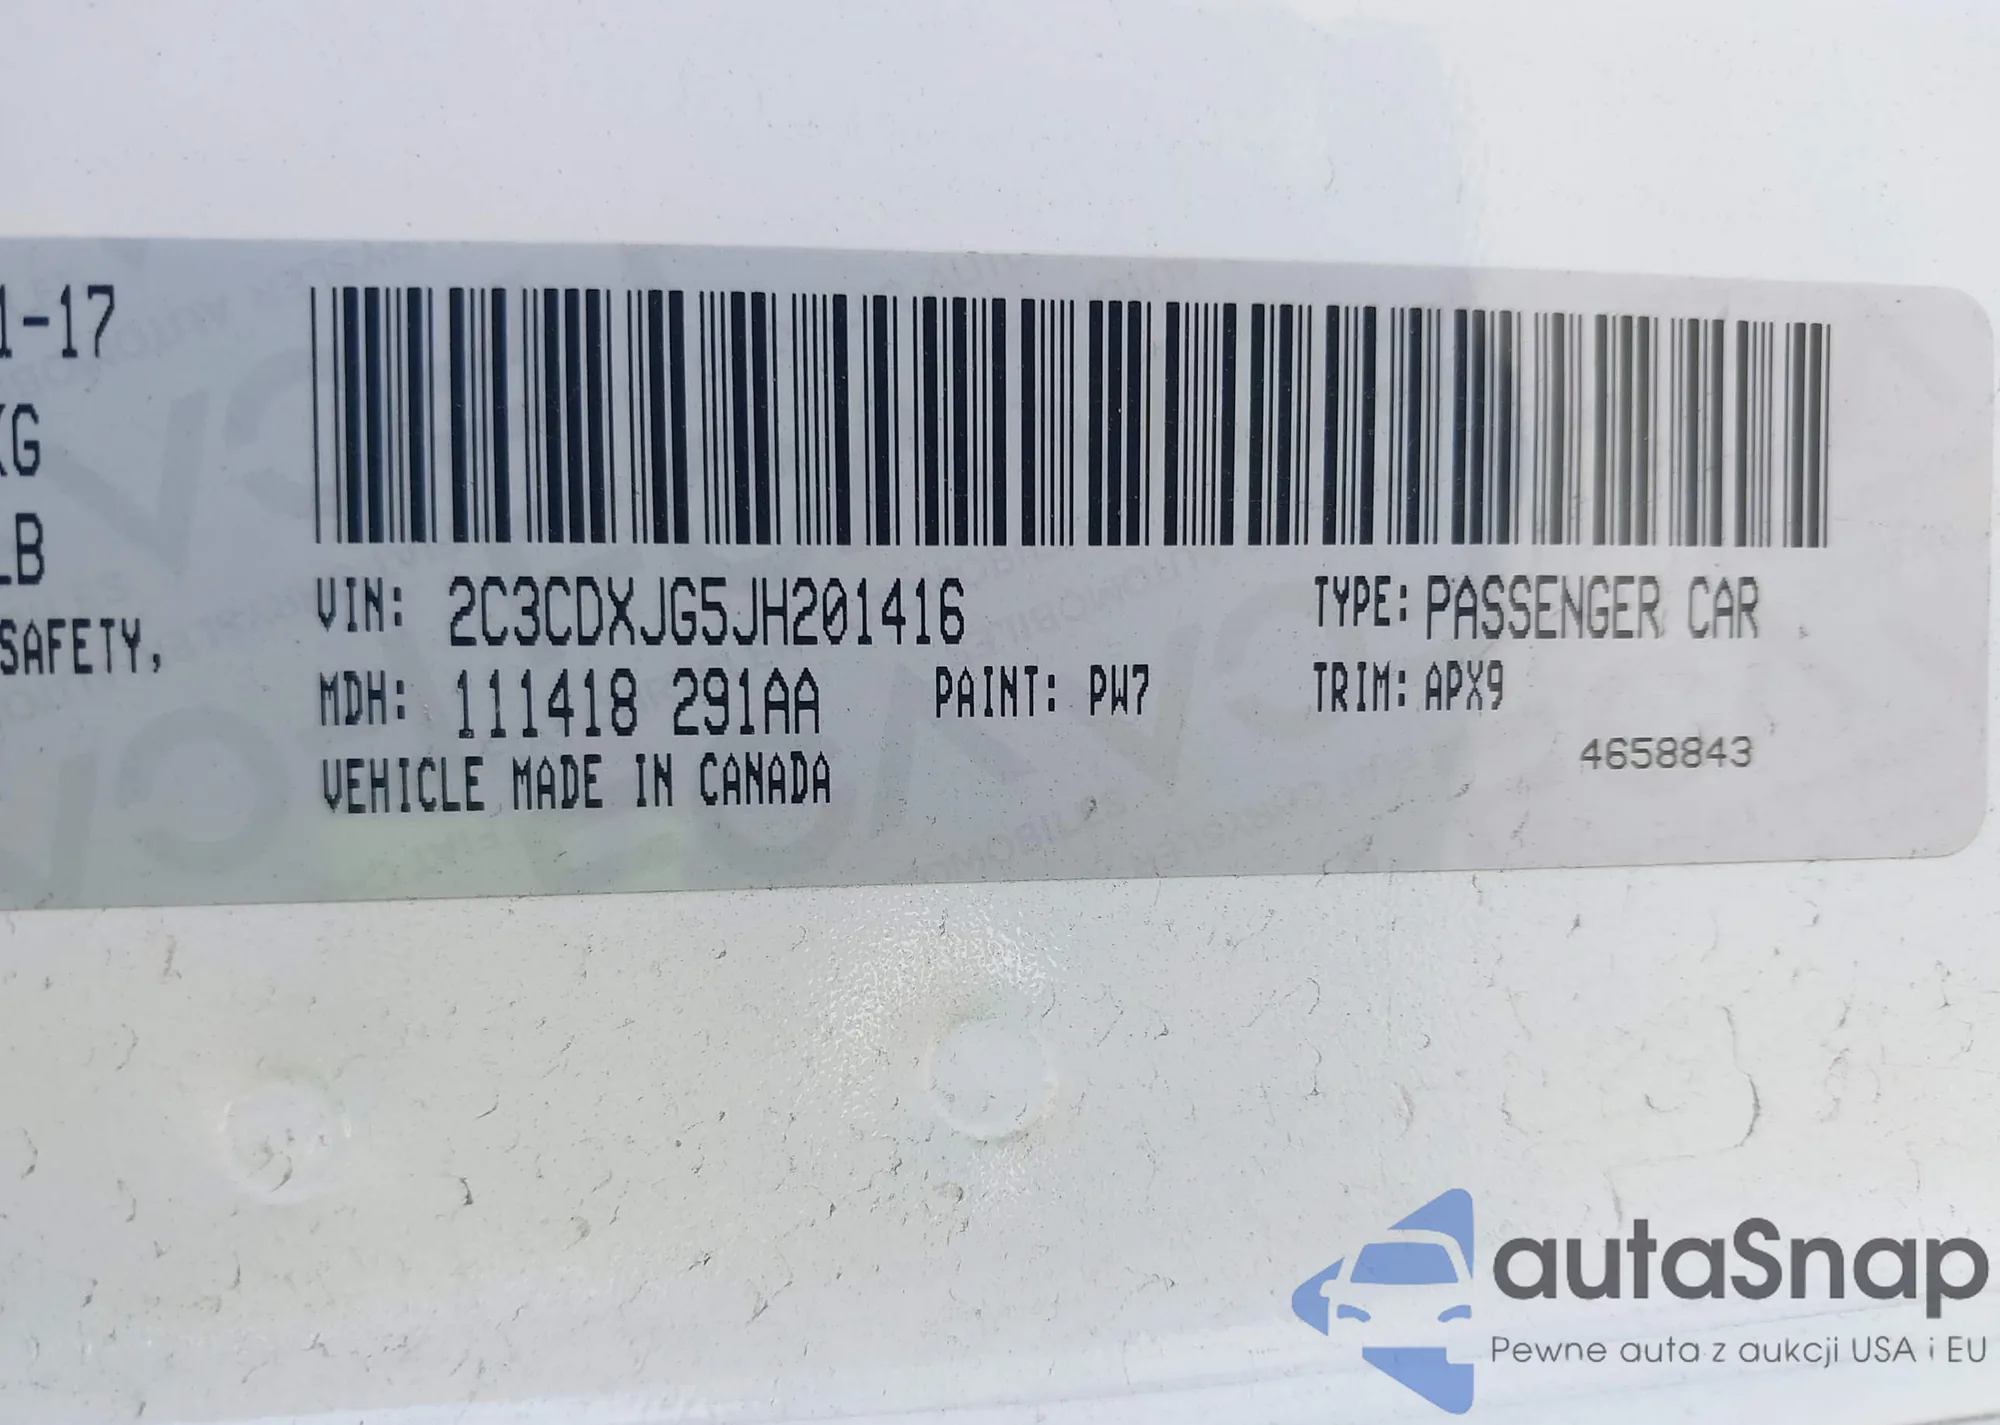 1-17
KG
LB
SAFETY,
VIN: 2C3CDXJG5JH201416
TYPE: PASSENGER CAR
MDH: 111418 291AA
PAINT: PW7
TRIM: APX9
VEHICLE MADE IN CANADA
4658843
autaSnap
Pewne auta z aukcji USA i EU